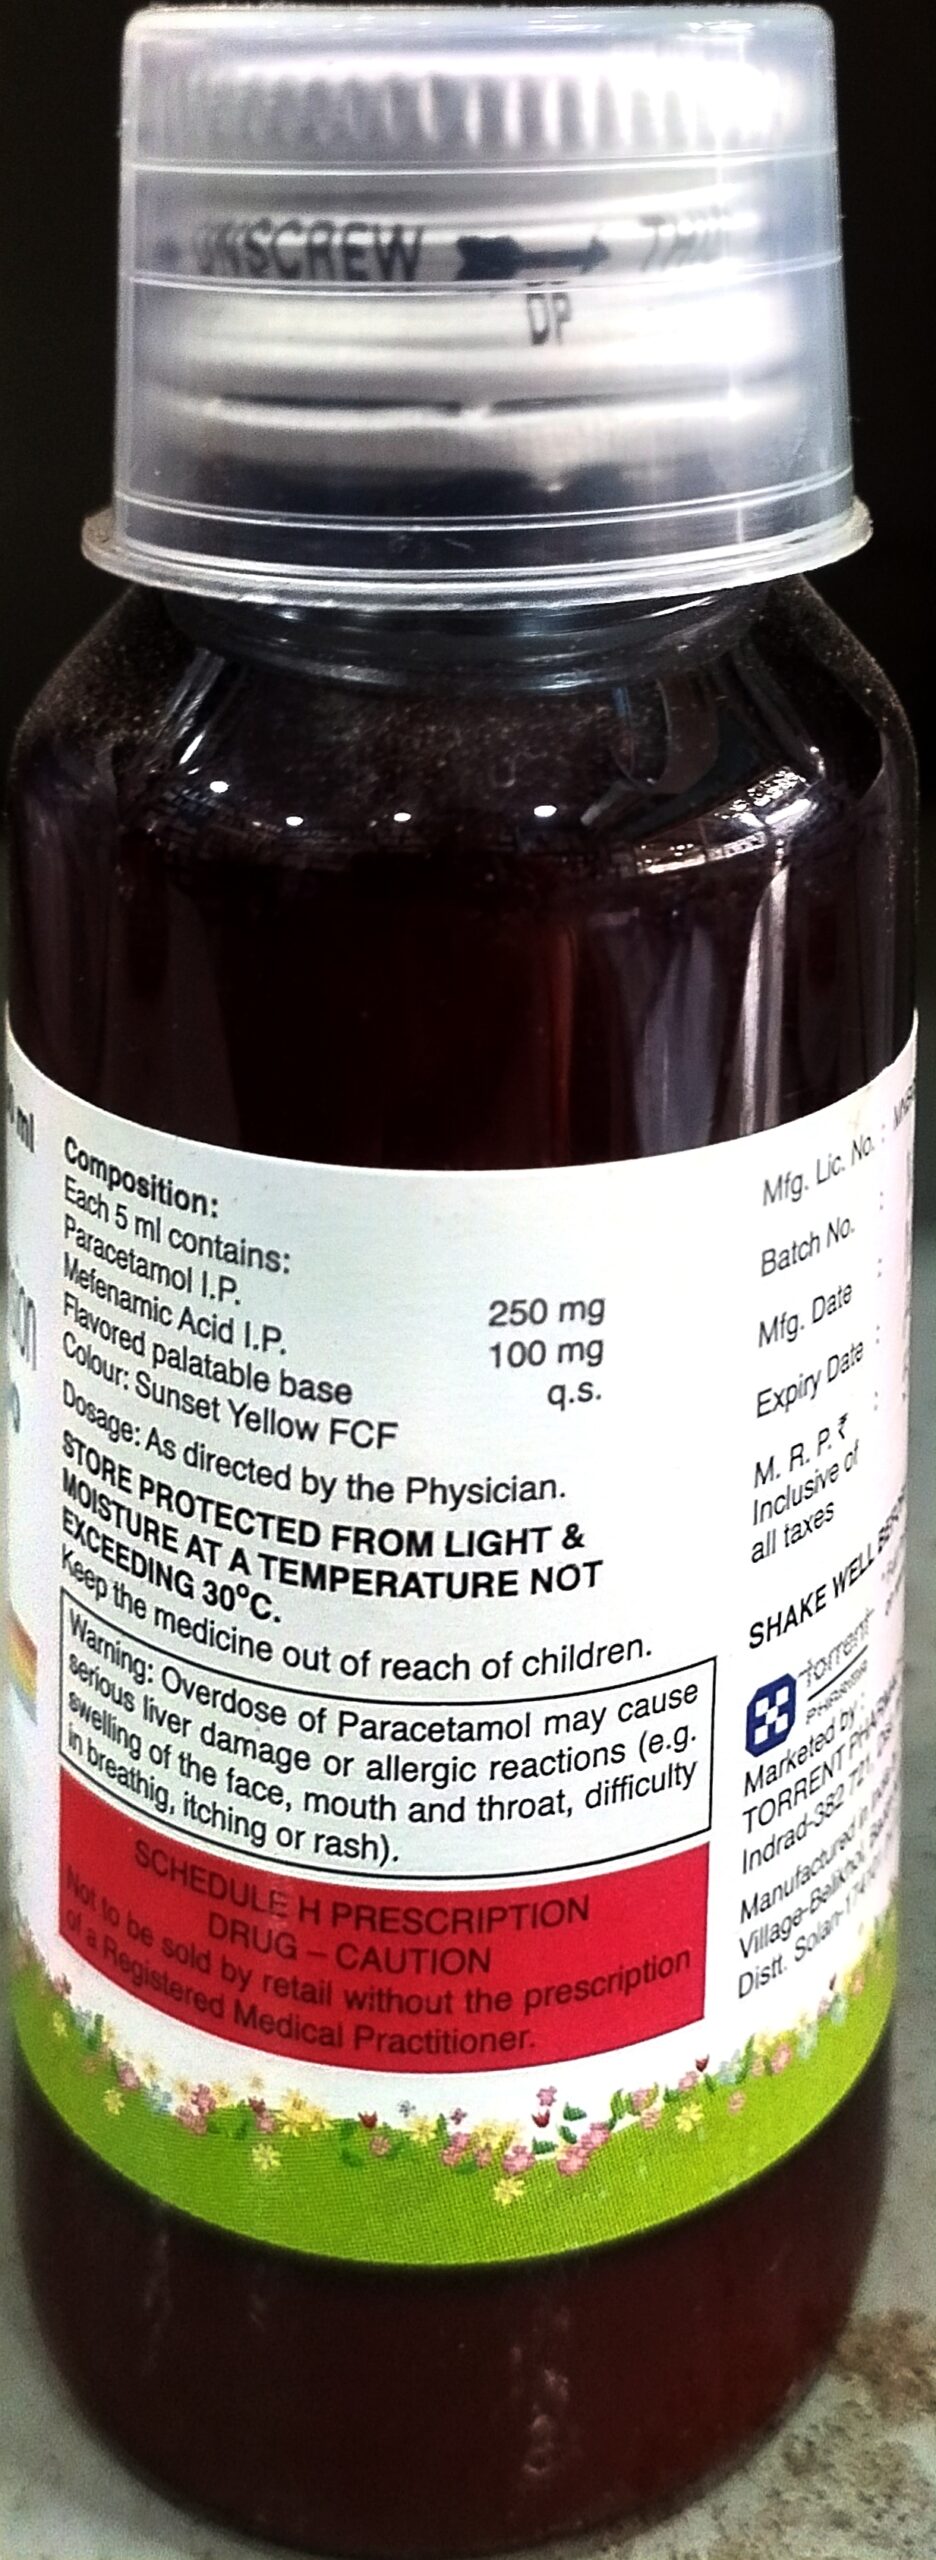 UNSCREW
DP
ml
Composition:
Each 5 ml contains:
Paracetamol I.P. 250 mg
Mefenamic Acid I.P. 100 mg
Flavored palatable base q.s.
Colour: Sunset Yellow FCF
Dosage: As directed by the Physician.
STORE PROTECTED FROM LIGHT &
MOISTURE AT A TEMPERATURE NOT
EXCEEDING 30°C.
Keep the medicine out of reach of children.
Warning: Overdose of Paracetamol may cause
serious liver damage or allergic reactions (e.g.
swelling of the face, mouth and throat, difficulty
in breathig, itching or rash).
SCHEDULE H PRESCRIPTION
DRUG – CAUTION
Not to be sold by retail without the prescription
of a Registered Medical Practitioner.
Mfg. Lic. No. :
Batch No. :
Mfg. Date :
Expiry Date :
M. R. P. ₹ :
Inclusive of
all taxes
SHAKE WELL
torrent
PHARMA
Marketed by :
TORRENT
Indrad-382 721,
Manufactured in
Village-
Distt. Solan-